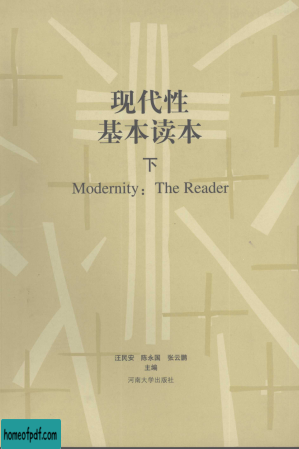 现代性
基本读本
下
Modernity：The Reader
汪民安 陈永国 张云鹏
主编
河南大学出版社
homeofpdf.com